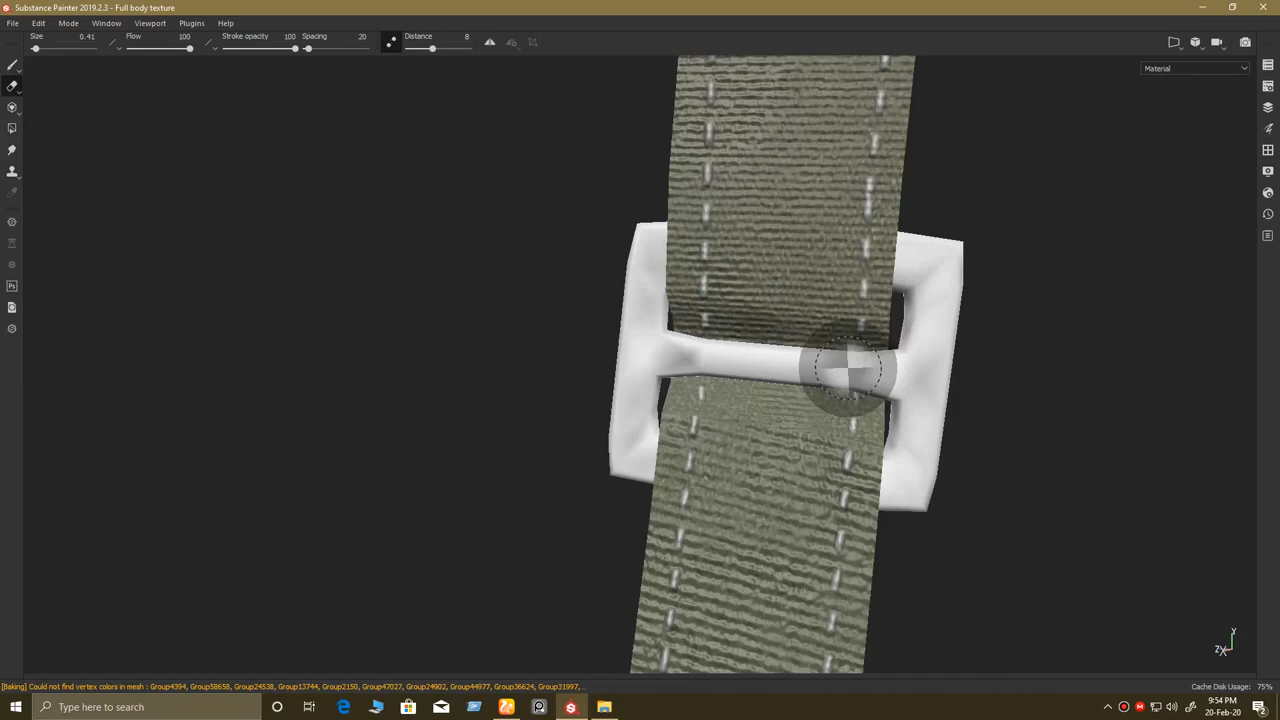 Substance Painter 2019.2.3 - Full body texture
File Edit Mode Window Viewport Plugins Help
Size 0.41 Flow 100 Stroke opacity 100 Spacing 20 Distance 8
Material
Ps
Y
Z X
[Baking] Could not find vertex colors in mesh : Group4394, Group58658, Group24538, Group13744, Group2150, Group47027, Group24902, Group44977, Group36624, Group31997,...
Cache Disk Usage: 75%
Type here to search
9:54 PM
20-Feb-20
2